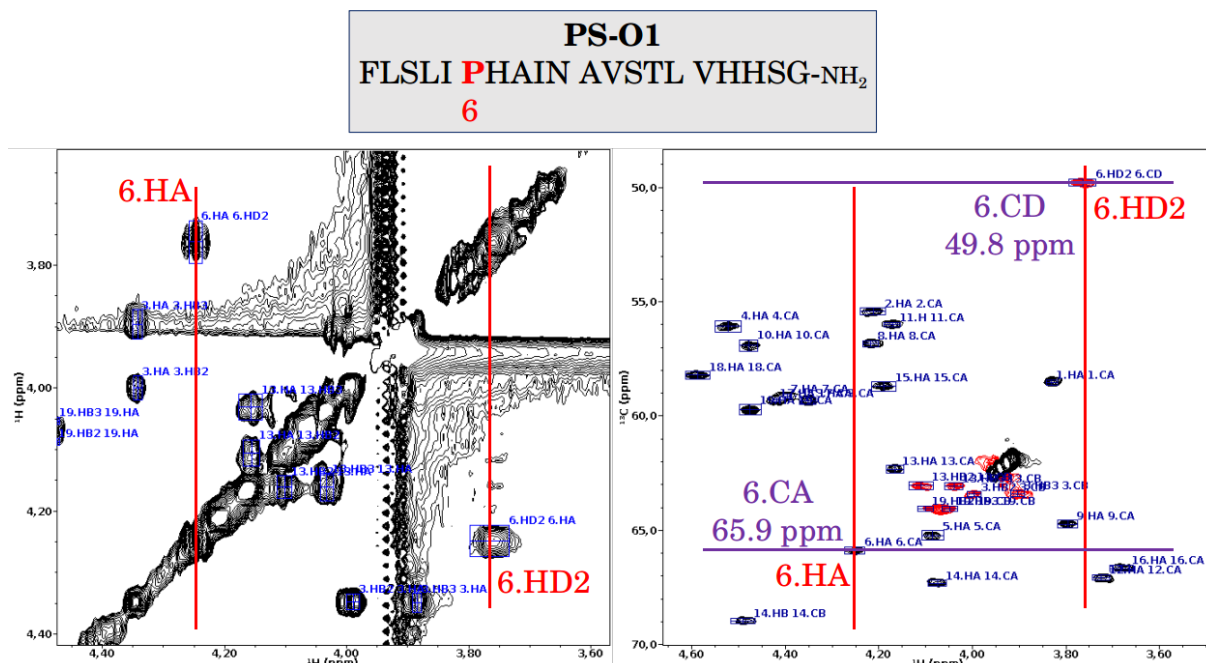 PS-O1
FLSLI PHAIN AVSTL VHHSG-NH₂
6
6.HA
6.HA 6.HD2
3,80
3.HA 3.HB3
4,00
3.HA 3.HB2
19.HB3 19.HA
19.HB2 19.HA
4,20
6.HD2 6.HA
6.HD2
4,40
4,40
4,20
4,00
3,80
3,60
¹H (ppm)
¹H (ppm)
50,0
6.HD2 6.CD
6.CD
6.HD2
49.8 ppm
55,0
2.HA 2.CA
4.HA 4.CA
11.H 11.CA
10.HA 10.CA
8.HA 8.CA
18.HA 18.CA
15.HA 15.CA
1.HA 1.CA
60,0
13.HA 13.CA
6.CA
9.HA 9.CA
65,0
65.9 ppm
5.HA 5.CA
6.HA 6.CA
6.HA
16.HA 16.CA
14.HA 14.CA
14.HB 14.CB
70,0
4,60
4,40
4,20
4,00
3,80
3,60
¹H (ppm)
¹³C (ppm)